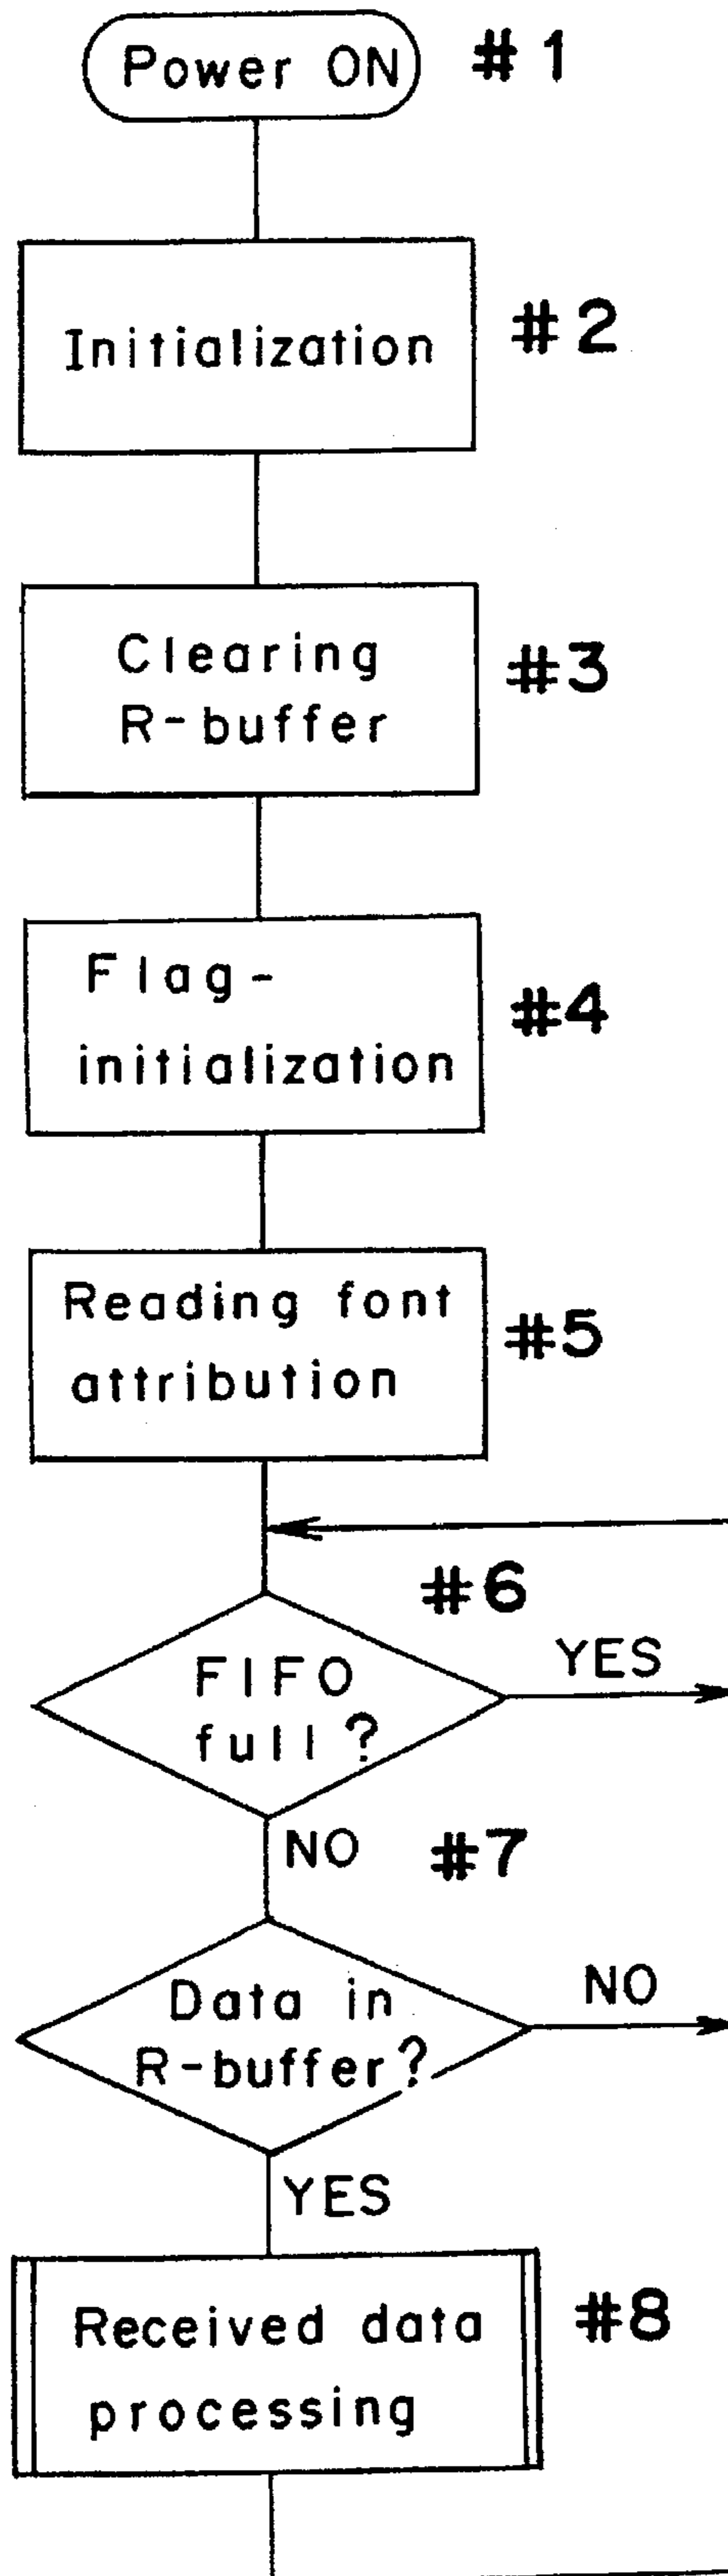 Power ON #1
Initialization #2
Clearing #3
R-buffer
Flag- #4
initialization
Reading font #5
attribution
#6
FIFO YES
full?
NO #7
Data in NO
R-buffer?
YES
Received data #8
processing